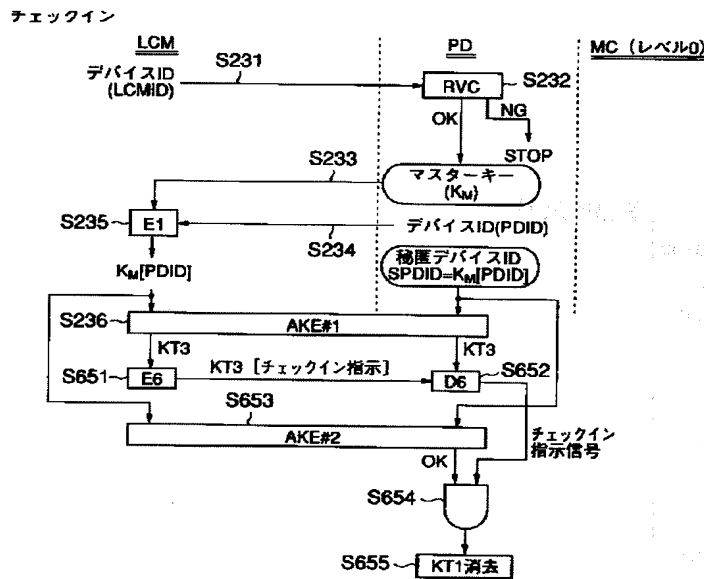 チェックイン
LCM
PD
MC (レベル0)
デバイスID
(LCMID)
S231
RVC
S232
OK
NG
STOP
S233
マスターキー
(KM)
S235
E1
S234
デバイスID(PDID)
KM[PDID]
秘匿デバイスID
SPDID=KM[PDID]
S236
AKE#1
KT3
KT3
S651
E6
KT3 [チェックイン指示]
D6
S652
S653
AKE#2
OK
チェックイン
指示信号
S654
S655
KT1消去